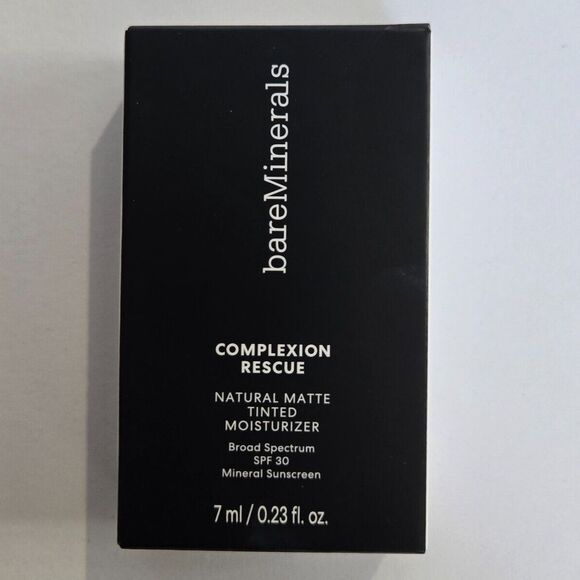 bareMinerals
COMPLEXION
RESCUE
NATURAL MATTE
TINTED
MOISTURIZER
Broad Spectrum
SPF 30
Mineral Sunscreen
7 ml / 0.23 fl. oz.